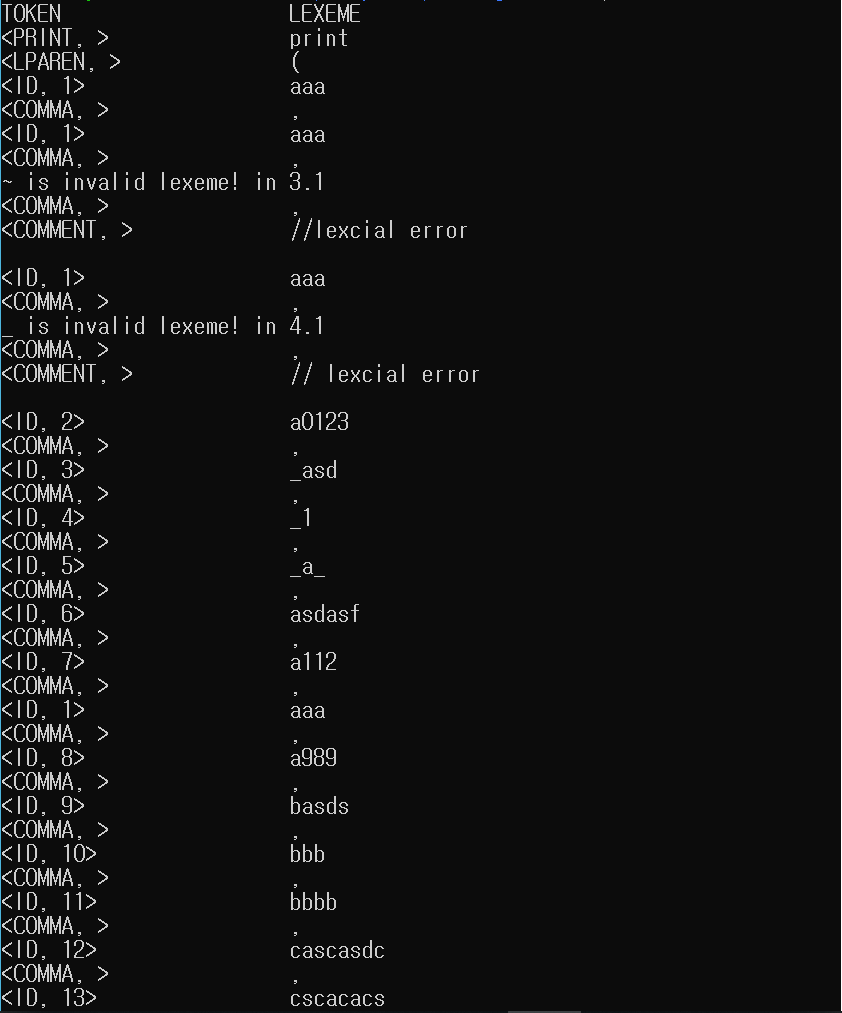 TOKEN LEXEME
<PRINT, > print
<LPAREN, > (
<ID, 1> aaa
<COMMA, > ,
<ID, 1> aaa
<COMMA, > ,
~ is invalid lexeme! in 3.1
<COMMA, > ,
<COMMENT, > //lexcial error
<ID, 1> aaa
<COMMA, > ,
_ is invalid lexeme! in 4.1
<COMMA, > ,
<COMMENT, > // lexcial error
<ID, 2> a0123
<COMMA, > ,
<ID, 3> _asd
<COMMA, > ,
<ID, 4> _1
<COMMA, > ,
<ID, 5> _a_
<COMMA, > ,
<ID, 6> asdasf
<COMMA, > ,
<ID, 7> a112
<COMMA, > ,
<ID, 1> aaa
<COMMA, > ,
<ID, 8> a989
<COMMA, > ,
<ID, 9> basds
<COMMA, > ,
<ID, 10> bbb
<COMMA, > ,
<ID, 11> bbbb
<COMMA, > ,
<ID, 12> cascasdc
<COMMA, > ,
<ID, 13> cscacacs